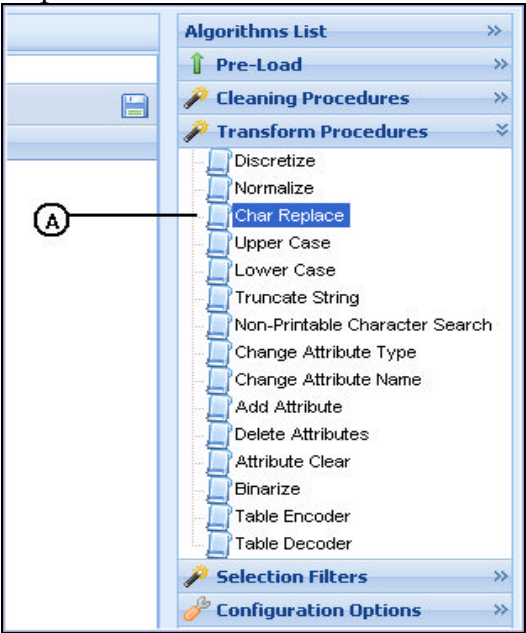 Algorithms List
Pre-Load
Cleaning Procedures
Transform Procedures
Discretize
Normalize
A
Char Replace
Upper Case
Lower Case
Truncate String
Non-Printable Character Search
Change Attribute Type
Change Attribute Name
Add Attribute
Delete Attributes
Attribute Clear
Binarize
Table Encoder
Table Decoder
Selection Filters
Configuration Options